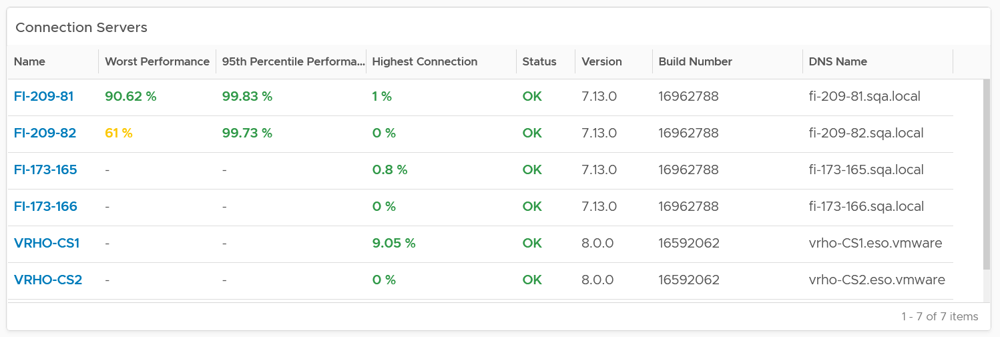 Connection Servers
Name Worst Performance 95th Percentile Performa... Highest Connection Status Version Build Number DNS Name
FI-209-81 90.62 % 99.83 % 1 % OK 7.13.0 16962788 fi-209-81.sqa.local
FI-209-82 61 % 99.73 % 0 % OK 7.13.0 16962788 fi-209-82.sqa.local
FI-173-165 - - 0.8 % OK 7.13.0 16962788 fi-173-165.sqa.local
FI-173-166 - - 0 % OK 7.13.0 16962788 fi-173-166.sqa.local
VRHO-CS1 - - 9.05 % OK 8.0.0 16592062 vrho-CS1.eso.vmware
VRHO-CS2 - - 0 % OK 8.0.0 16592062 vrho-CS2.eso.vmware
1 - 7 of 7 items